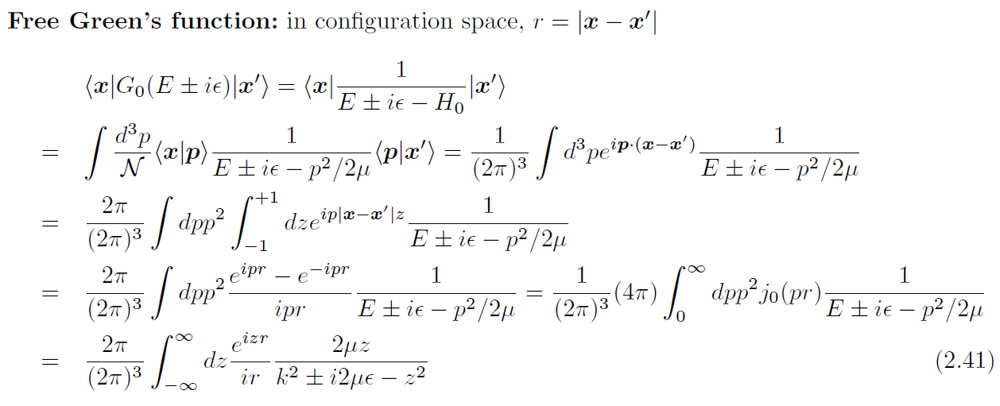 **Free Green's function:** in configuration space, $r = |\boldsymbol{x} - \boldsymbol{x}'|$
$\langle \boldsymbol{x}|G_0(E \pm i\epsilon)|\boldsymbol{x}'\rangle = \langle \boldsymbol{x}|\frac{1}{E \pm i\epsilon - H_0}|\boldsymbol{x}'\rangle$
$= \int \frac{d^3p}{\mathcal{N}} \langle \boldsymbol{x}|\boldsymbol{p}\rangle \frac{1}{E \pm i\epsilon - p^2/2\mu} \langle \boldsymbol{p}|\boldsymbol{x}'\rangle = \frac{1}{(2\pi)^3} \int d^3p e^{i\boldsymbol{p}\cdot(\boldsymbol{x}-\boldsymbol{x}')} \frac{1}{E \pm i\epsilon - p^2/2\mu}$
$= \frac{2\pi}{(2\pi)^3} \int dpp^2 \int_{-1}^{+1} dz e^{ip|\boldsymbol{x}-\boldsymbol{x}'|z} \frac{1}{E \pm i\epsilon - p^2/2\mu}$
$= \frac{2\pi}{(2\pi)^3} \int dpp^2 \frac{e^{ipr} - e^{-ipr}}{ipr} \frac{1}{E \pm i\epsilon - p^2/2\mu} = \frac{1}{(2\pi)^3}(4\pi) \int_0^\infty dpp^2 j_0(pr) \frac{1}{E \pm i\epsilon - p^2/2\mu}$
$= \frac{2\pi}{(2\pi)^3} \int_{-\infty}^{\infty} dz \frac{e^{izr}}{ir} \frac{2\mu z}{k^2 \pm i2\mu\epsilon - z^2}$ (2.41)